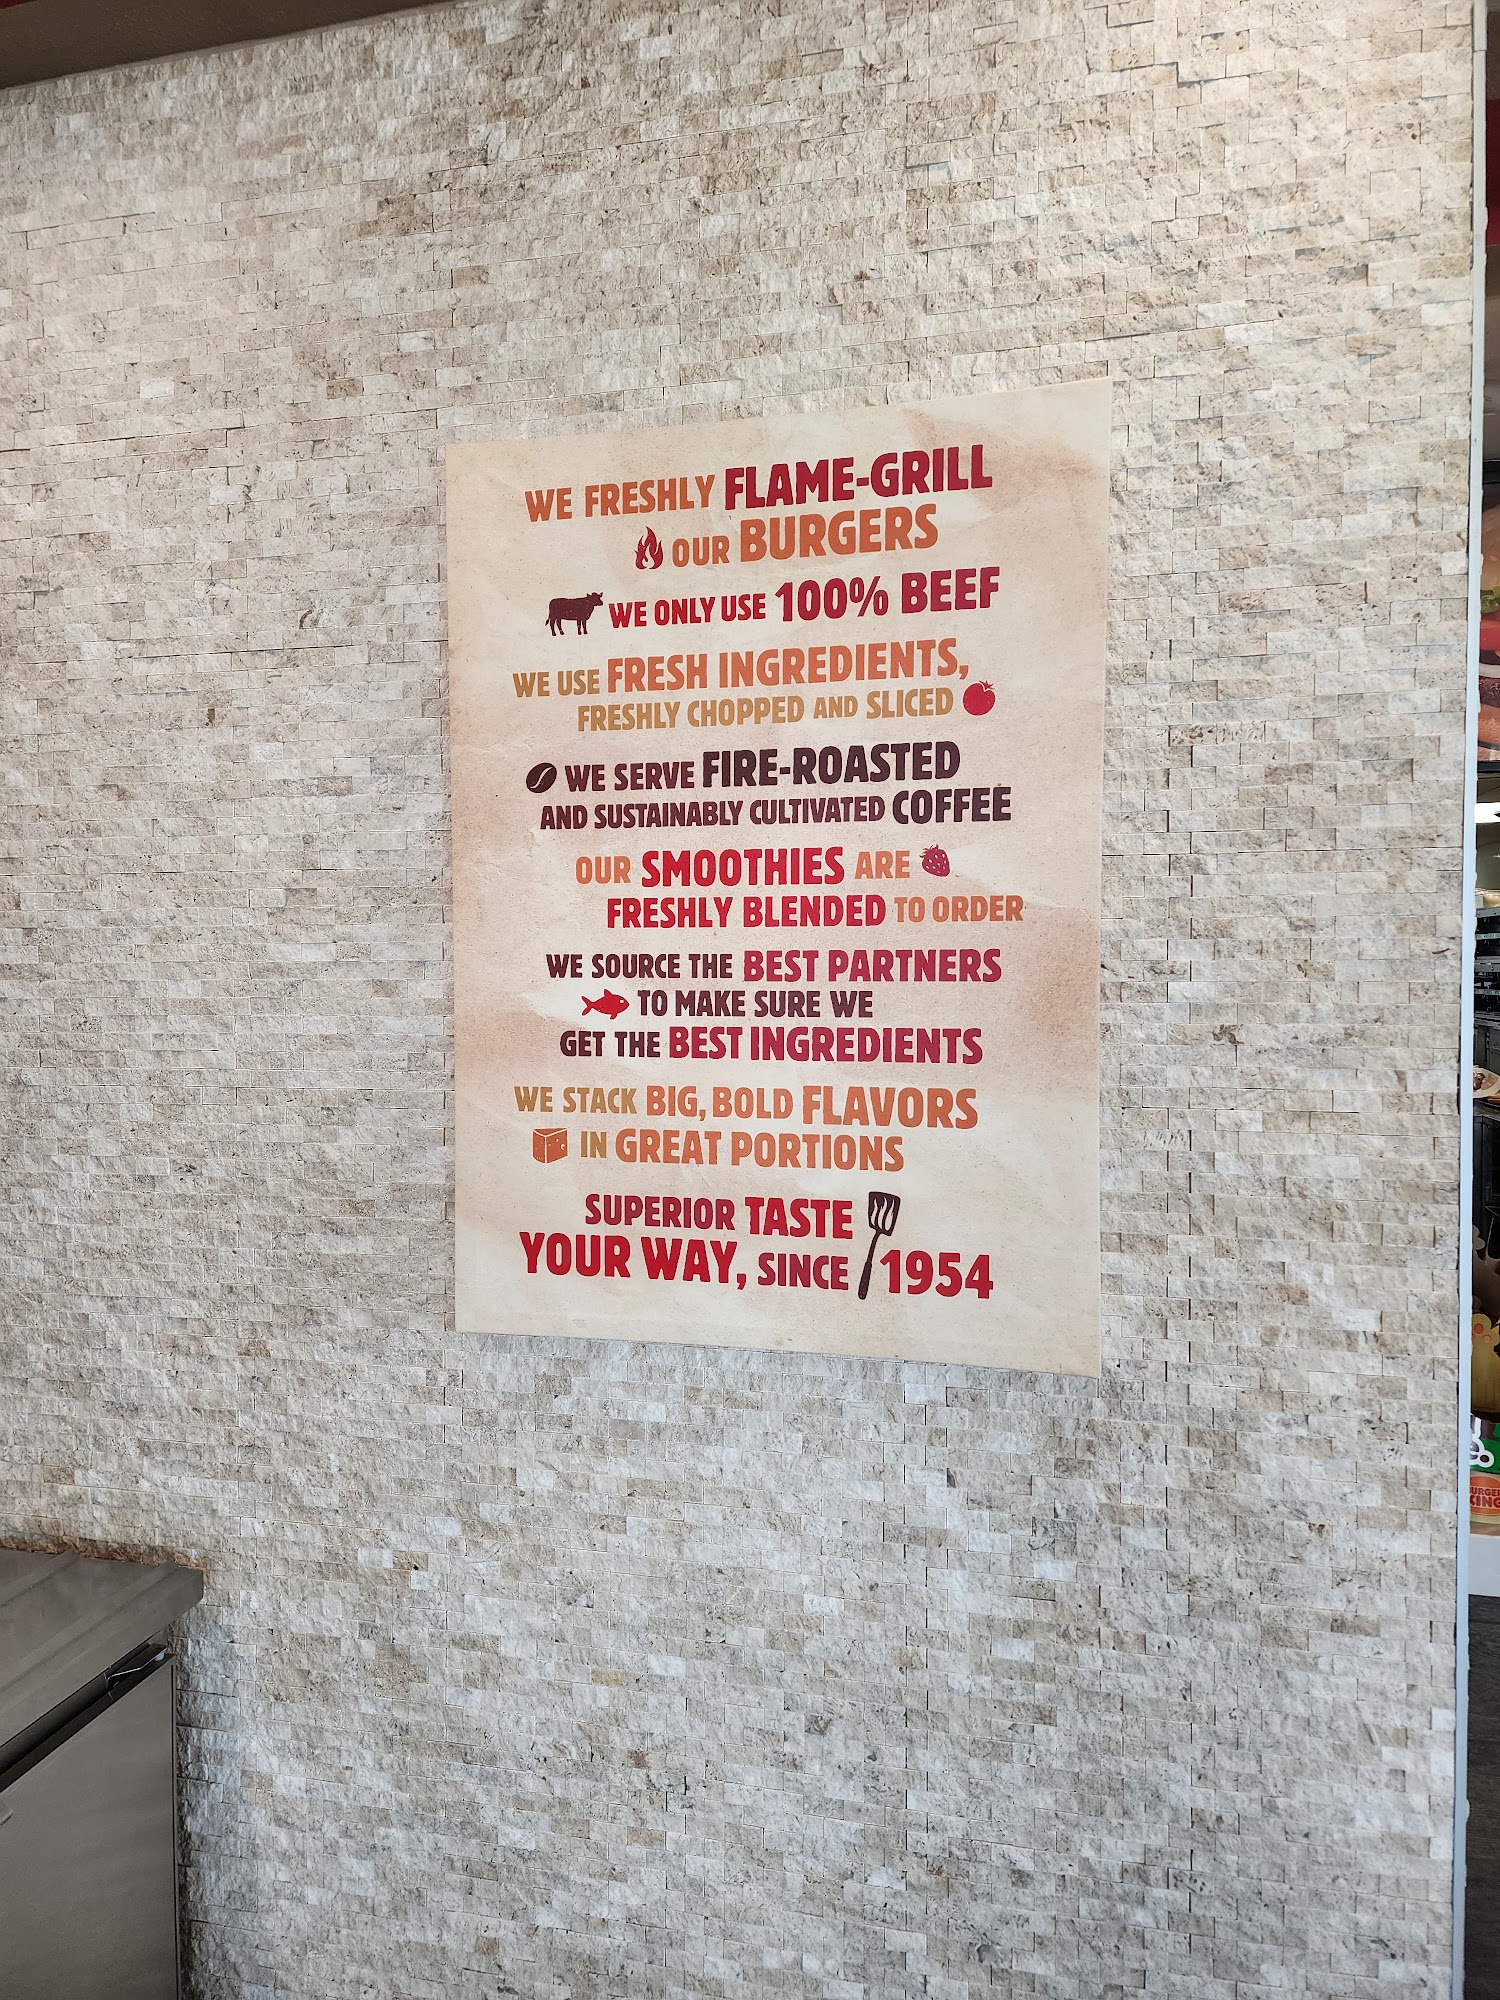 WE FRESHLY FLAME-GRILL
OUR BURGERS
WE ONLY USE 100% BEEF
WE USE FRESH INGREDIENTS,
FRESHLY CHOPPED AND SLICED
WE SERVE FIRE-ROASTED
AND SUSTAINABLY CULTIVATED COFFEE
OUR SMOOTHIES ARE
FRESHLY BLENDED TO ORDER
WE SOURCE THE BEST PARTNERS
TO MAKE SURE WE
GET THE BEST INGREDIENTS
WE STACK BIG, BOLD FLAVORS
IN GREAT PORTIONS
SUPERIOR TASTE
YOUR WAY, SINCE 1954
BURGER
KING